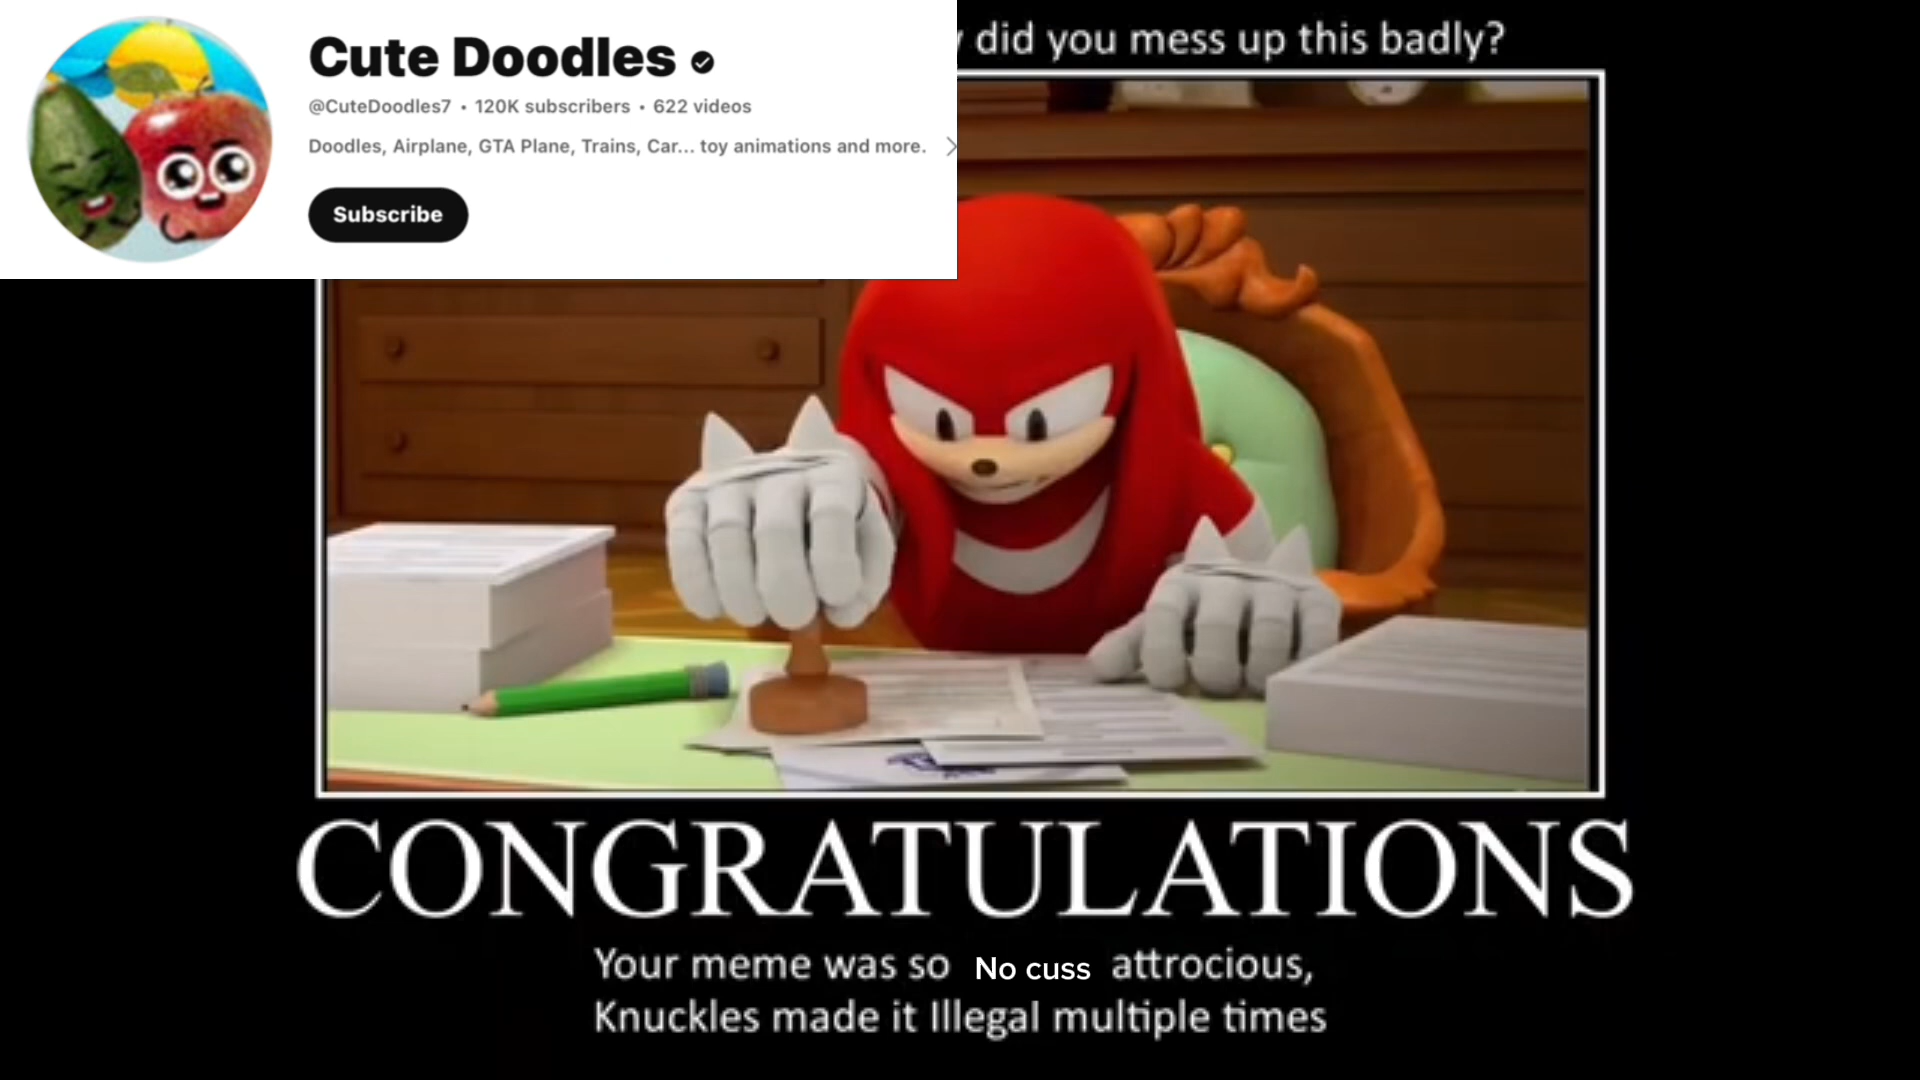 Cute Doodles
@CuteDoodles7 • 120K subscribers • 622 videos
Doodles, Airplane, GTA Plane, Trains, Car... toy animations and more.
Subscribe
did you mess up this badly?
CONGRATULATIONS
Your meme was so No cuss attrocious,
Knuckles made it Illegal multiple times